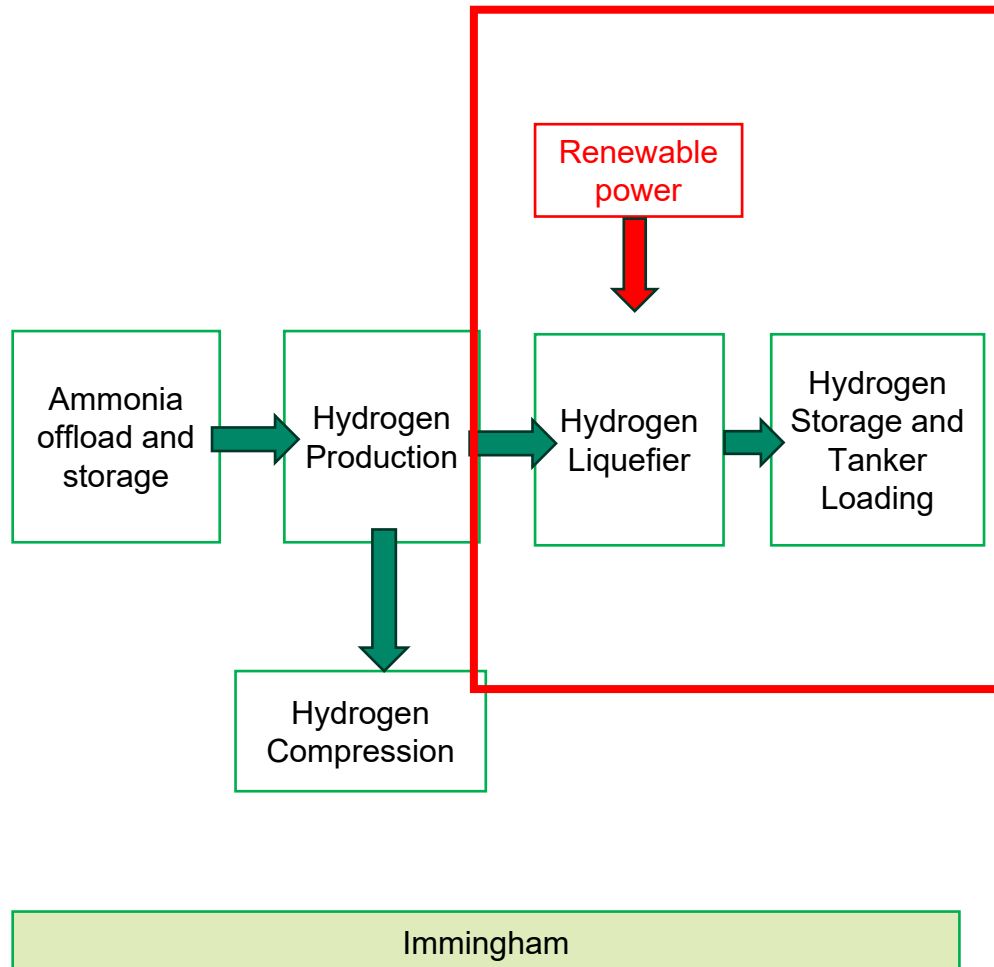 Renewable
power
Ammonia
offload and
storage
Hydrogen
Production
Hydrogen
Liquefier
Hydrogen
Storage and
Tanker
Loading
Hydrogen
Compression
Immingham